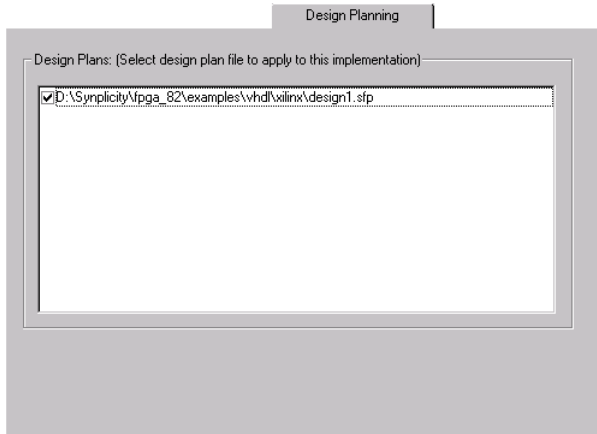 Design Planning
Design Plans: (Select design plan file to apply to this implementation)
D:\Synplicity\fpga_82\examples\vhdl\xilinx\design1.sfp